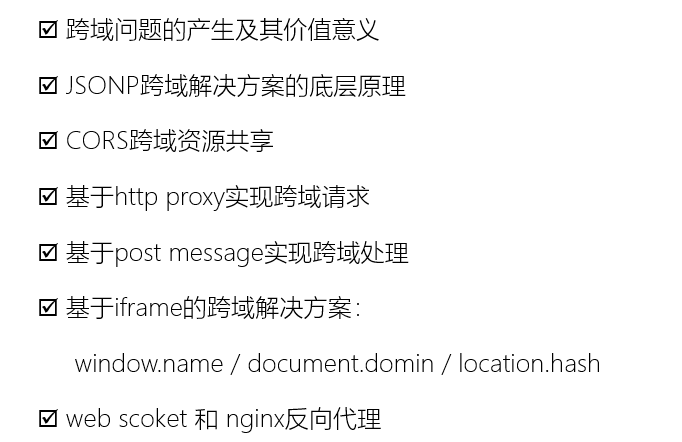 ☑ 跨域问题的产生及其价值意义
☑ JSONP跨域解决方案的底层原理
☑ CORS跨域资源共享
☑ 基于http proxy实现跨域请求
☑ 基于post message实现跨域处理
☑ 基于iframe的跨域解决方案：
window.name / document.domin / location.hash
☑ web scoket 和 nginx反向代理